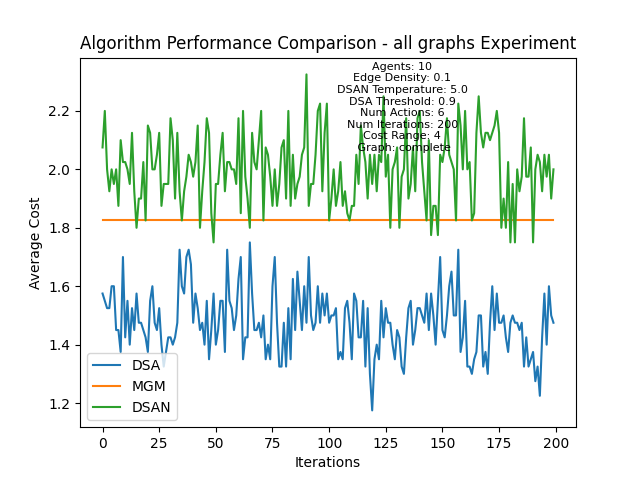 Algorithm Performance Comparison - all graphs Experiment
Agents: 10
Edge Density: 0.1
DSAN Temperature: 5.0
DSA Threshold: 0.9
Num Actions: 6
Num Iterations: 200
Cost Range: 4
Graph: complete
Average Cost
2.2
2.0
1.8
1.6
1.4
1.2
DSA
MGM
DSAN
0
25
50
75
100
125
150
175
200
Iterations